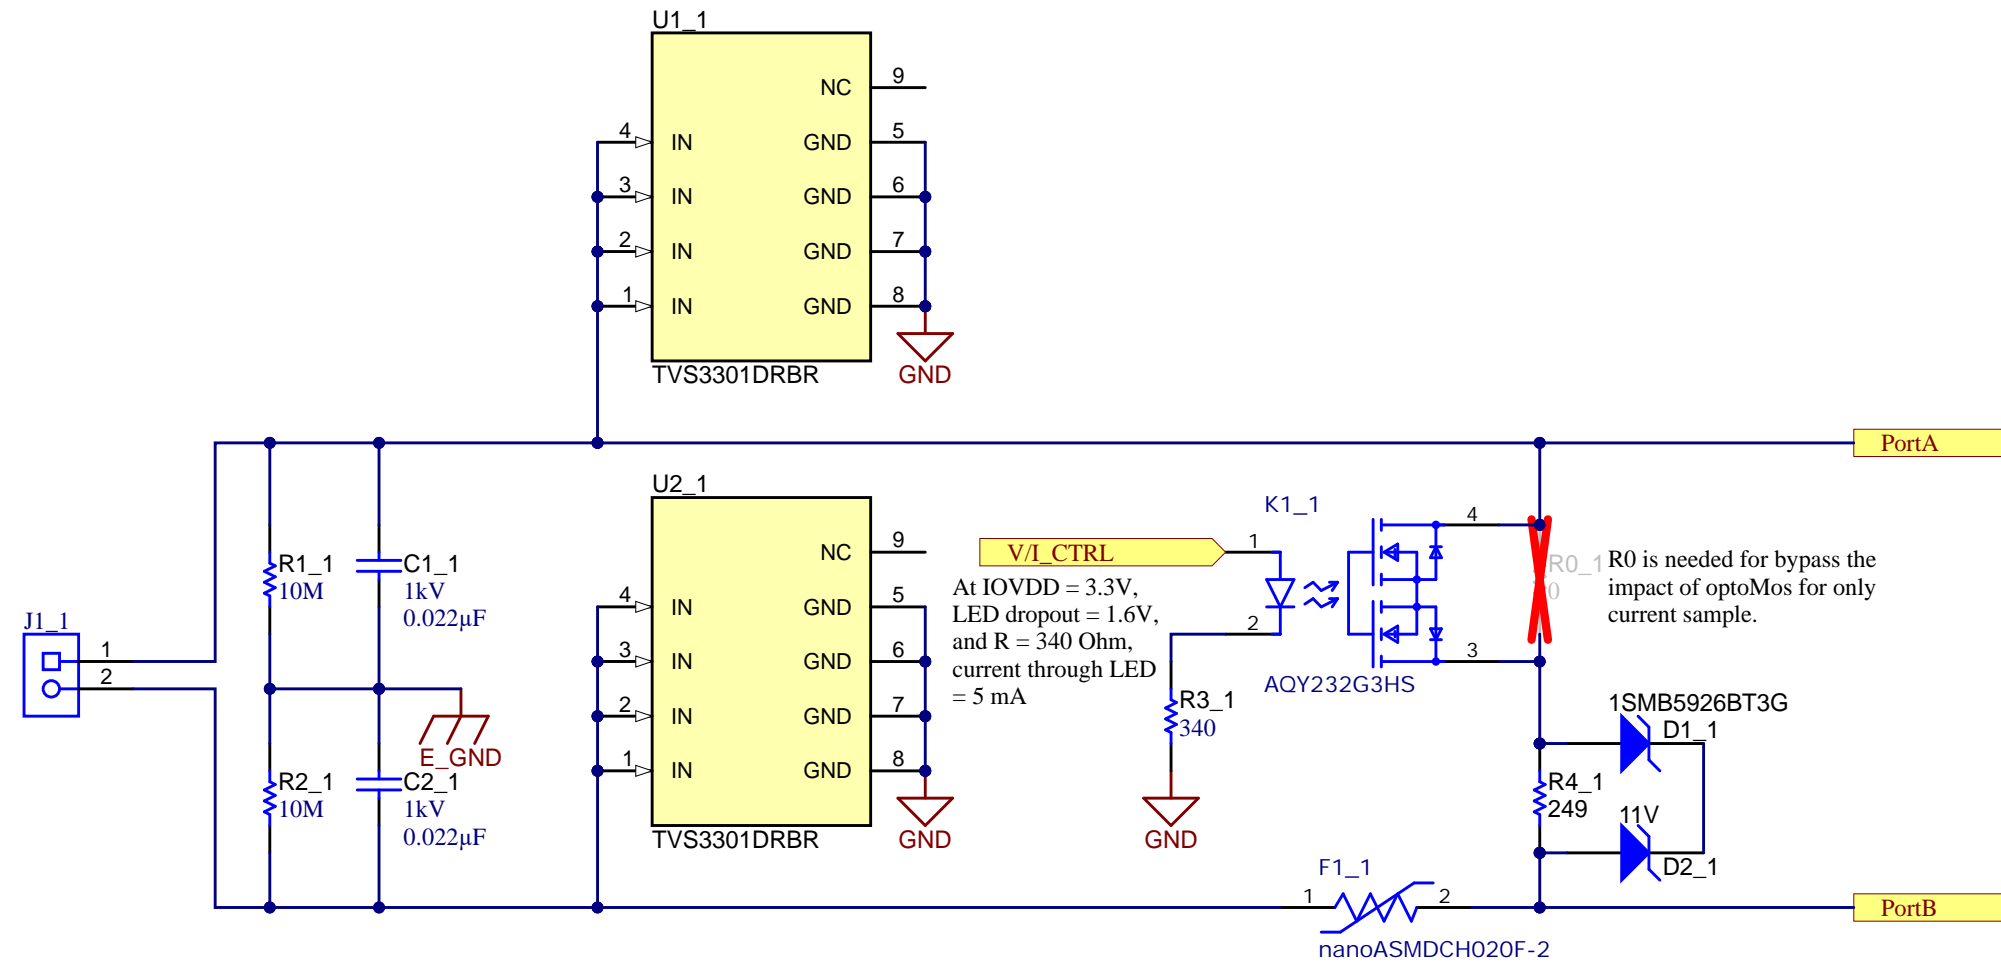 U1_1
NC 9
4 IN GND 5
3 IN GND 6
2 IN GND 7
1 IN GND 8
TVS3301DRBR
GND
PortA
U2_1
NC 9
4 IN GND 5
3 IN GND 6
2 IN GND 7
1 IN GND 8
TVS3301DRBR
GND
J1_1
1
2
R1_1
10M
C1_1
1kV
0.022µF
E_GND
R2_1
10M
C2_1
1kV
0.022µF
V/I_CTRL
At IOVDD = 3.3V,
LED dropout = 1.6V,
and R = 340 Ohm,
current through LED
= 5 mA
K1_1
1
2
4
3
AQY232G3HS
R3_1
340
GND
R0_1
0
R0 is needed for bypass the
impact of optoMos for only
current sample.
1SMB5926BT3G
D1_1
R4_1
249
11V
D2_1
F1_1
1
2
nanoASMDCH020F-2
PortB